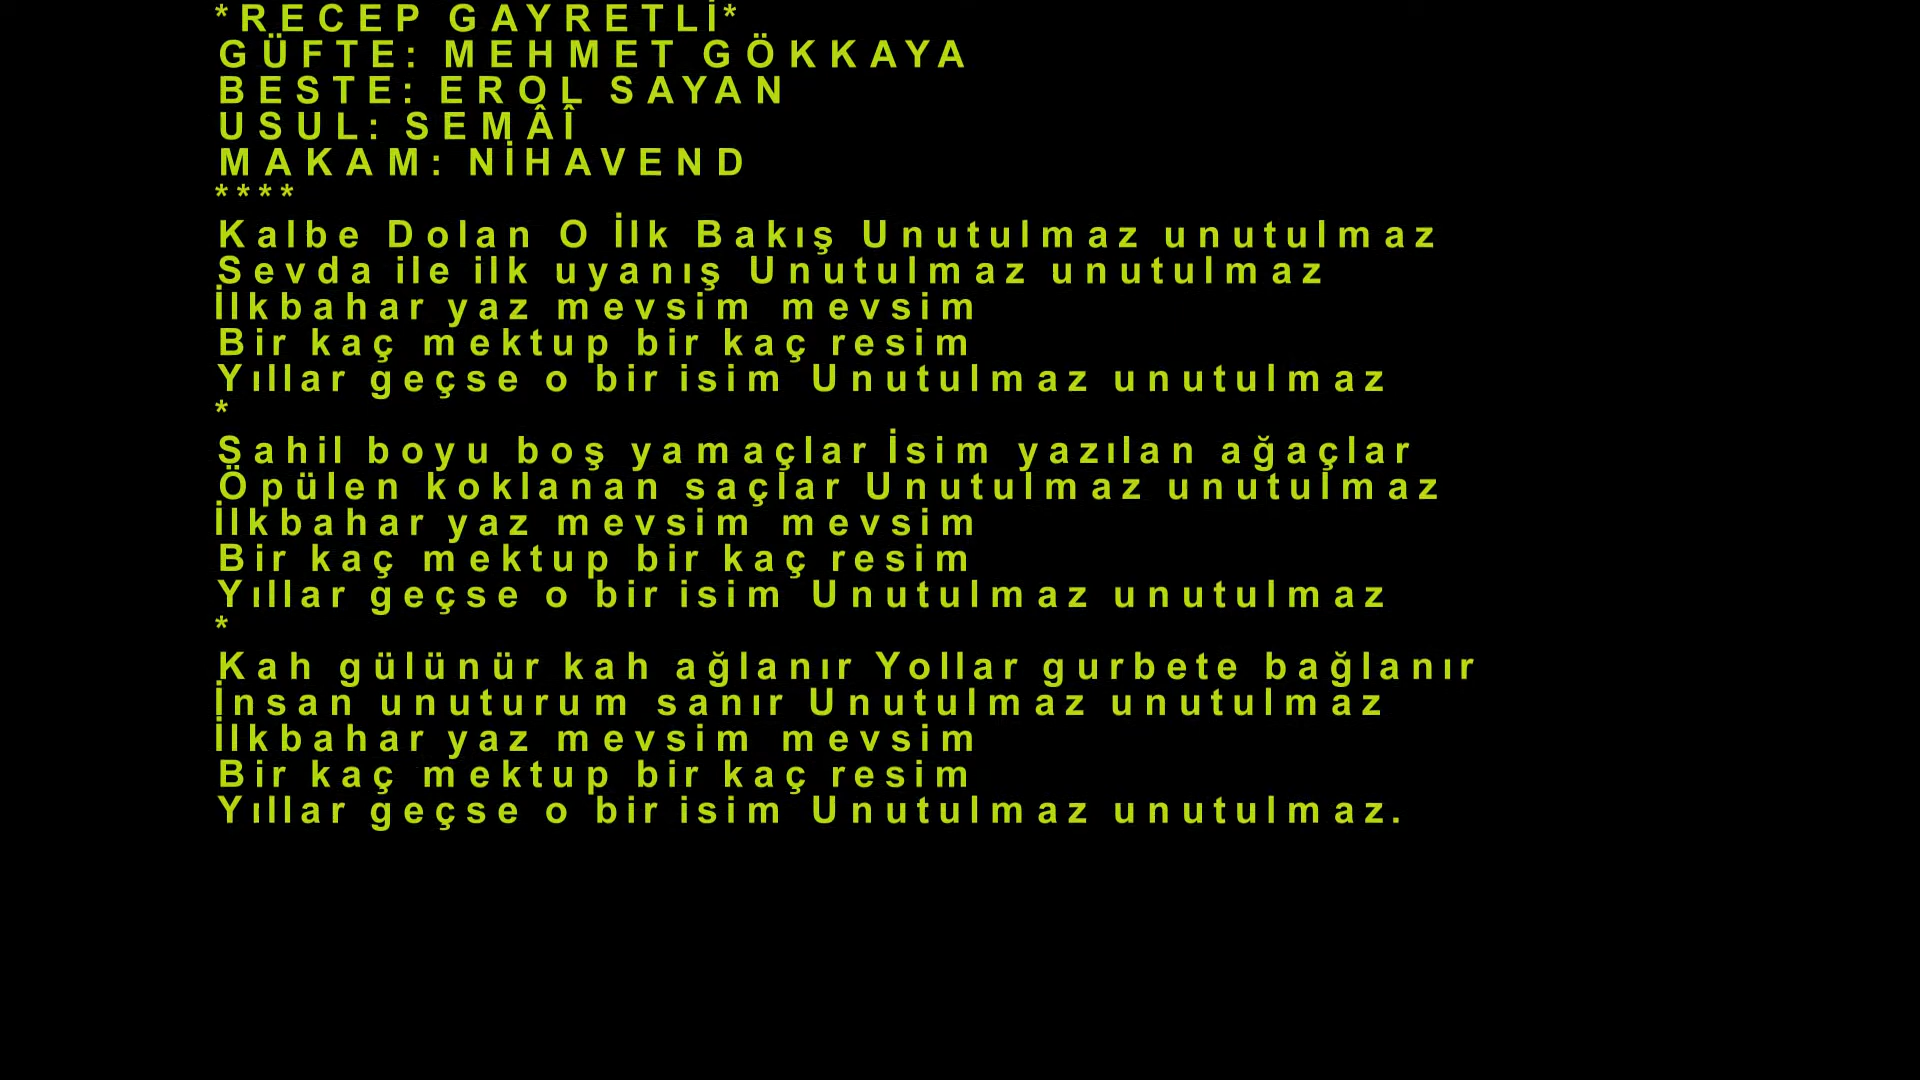 *RECEP GAYRETLİ*
GÜFTE: MEHMET GÖKKAYA
BESTE: EROL SAYAN
USUL: SEMÂÎ
MAKAM: NİHAVEND
****
Kalbe Dolan O İlk Bakış Unutulmaz unutulmaz
Sevda ile ilk uyanış Unutulmaz unutulmaz
İlkbahar yaz mevsim mevsim
Bir kaç mektup bir kaç resim
Yıllar geçse o bir isim Unutulmaz unutulmaz
*
Sahil boyu boş yamaçlar İsim yazılan ağaçlar
Öpülen koklanan saçlar Unutulmaz unutulmaz
İlkbahar yaz mevsim mevsim
Bir kaç mektup bir kaç resim
Yıllar geçse o bir isim Unutulmaz unutulmaz
*
Kah gülünür kah ağlanır Yollar gurbete bağlanır
İnsan unuturum sanır Unutulmaz unutulmaz
İlkbahar yaz mevsim mevsim
Bir kaç mektup bir kaç resim
Yıllar geçse o bir isim Unutulmaz unutulmaz.